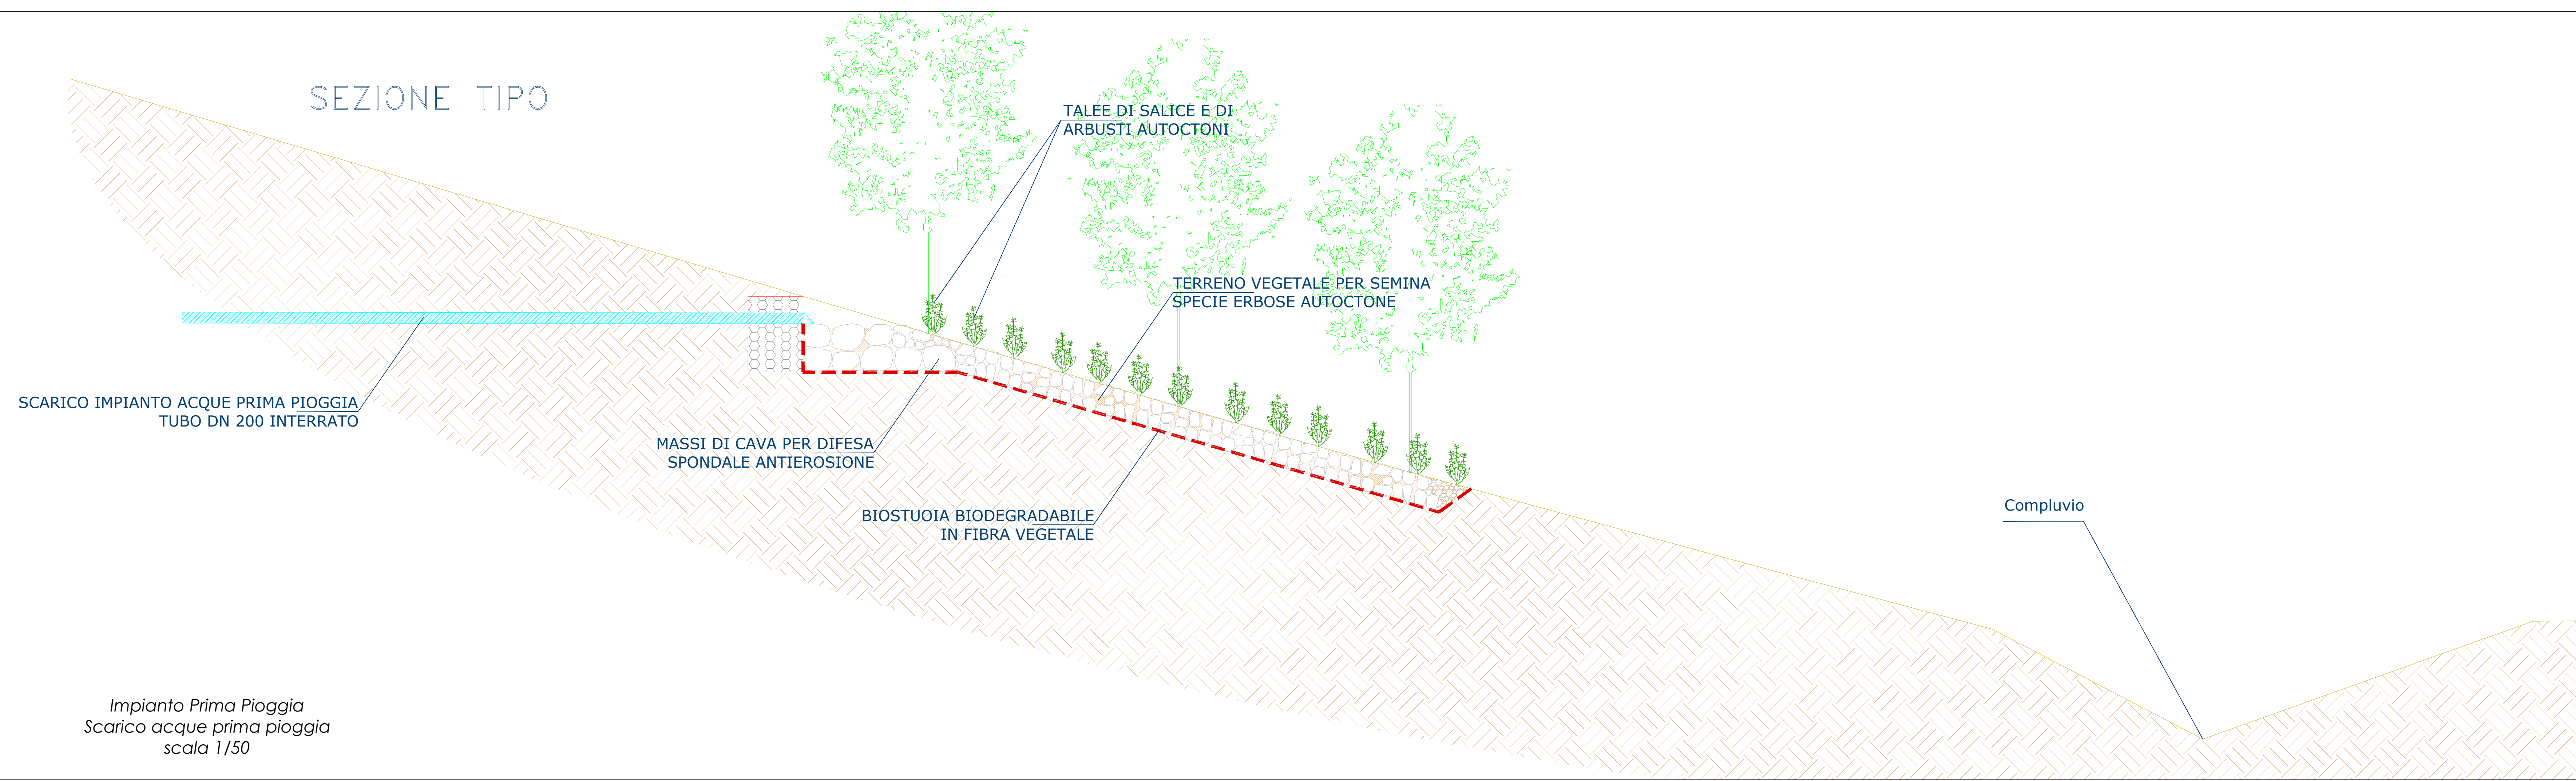 SEZIONE TIPO
TALEE DI SALICE E DI
ARBUSTI AUTOCTONI
TERRENO VEGETALE PER SEMINA
SPECIE ERBOSE AUTOCTONE
SCARICO IMPIANTO ACQUE PRIMA PIOGGIA
TUBO DN 200 INTERRATO
MASSI DI CAVA PER DIFESA
SPONDALE ANTIEROSIONE
BIOSTUOIA BIODEGRADABILE
IN FIBRA VEGETALE
Compluvio
Impianto Prima Pioggia
Scarico acque prima pioggia
scala 1/50